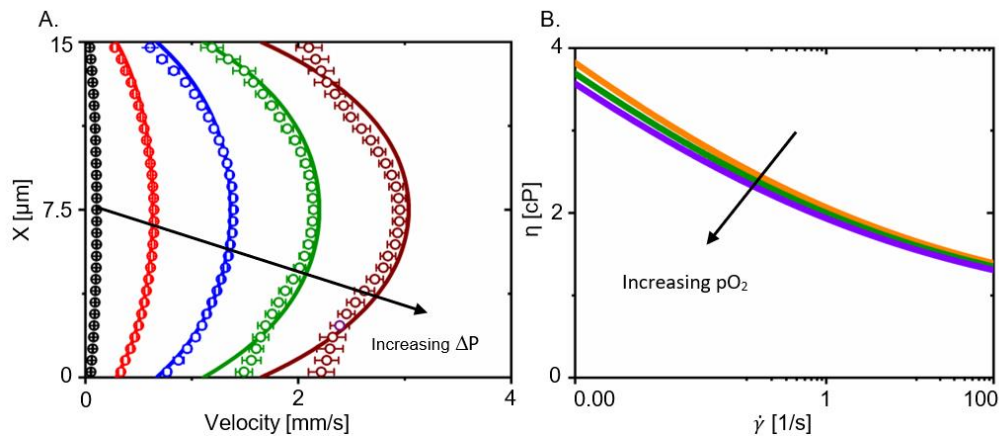 A.
15
X [μm]
7.5
0
0
2
4
Velocity [mm/s]
Increasing ΔP
B.
4
η [cP]
2
0
0.00
1
100
γ̇ [1/s]
Increasing pO₂